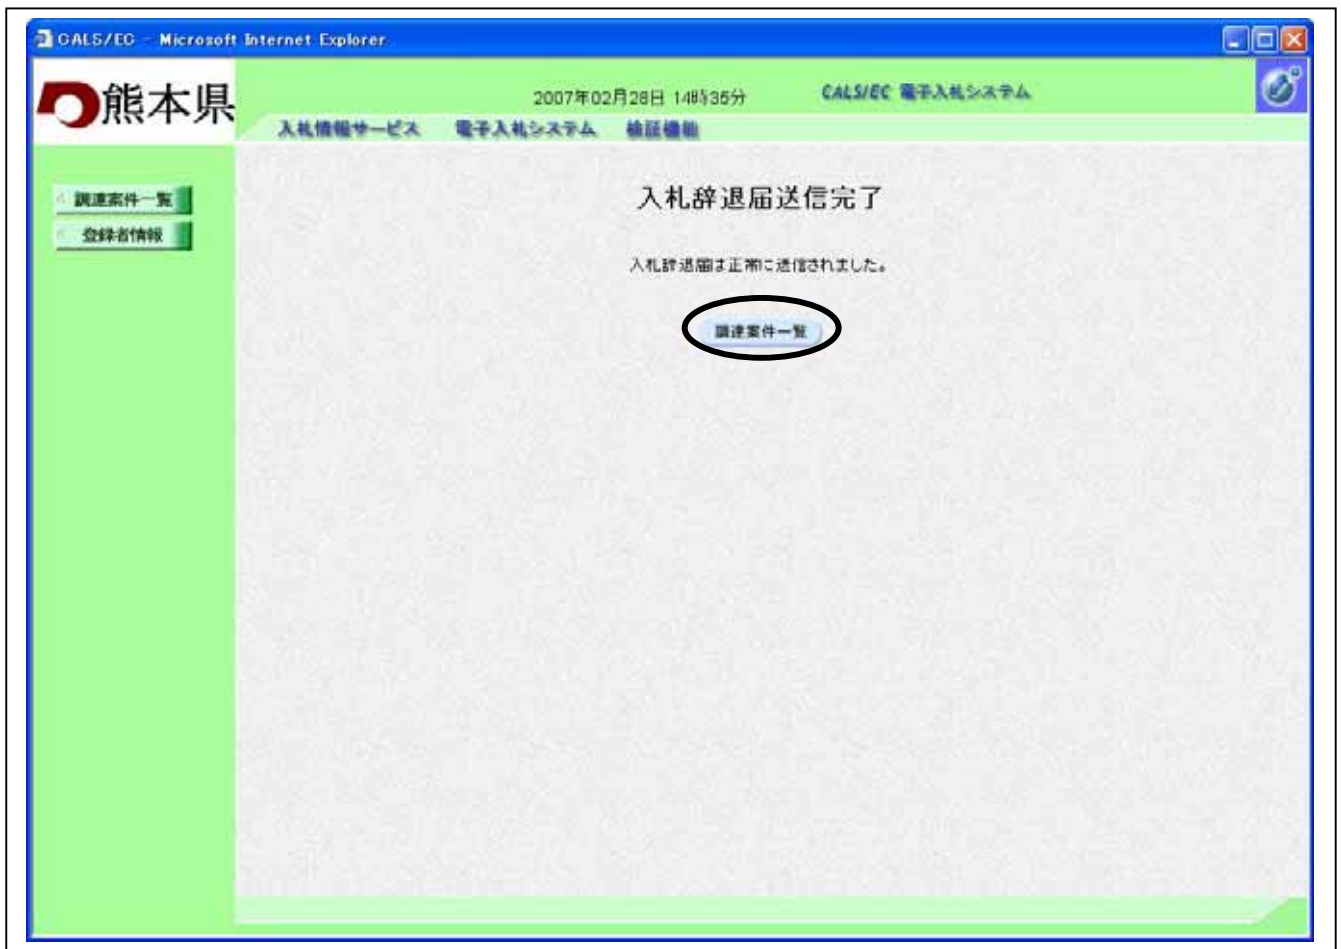 CALS/EC - Microsoft Internet Explorer
熊本県
2007年02月28日 14時35分
CALS/EC 電子入札システム
入札情報サービス 電子入札システム 検証機能
調達案件一覧
登録者情報
入札辞退届送信完了
入札辞退届は正常に送信されました。
調達案件一覧